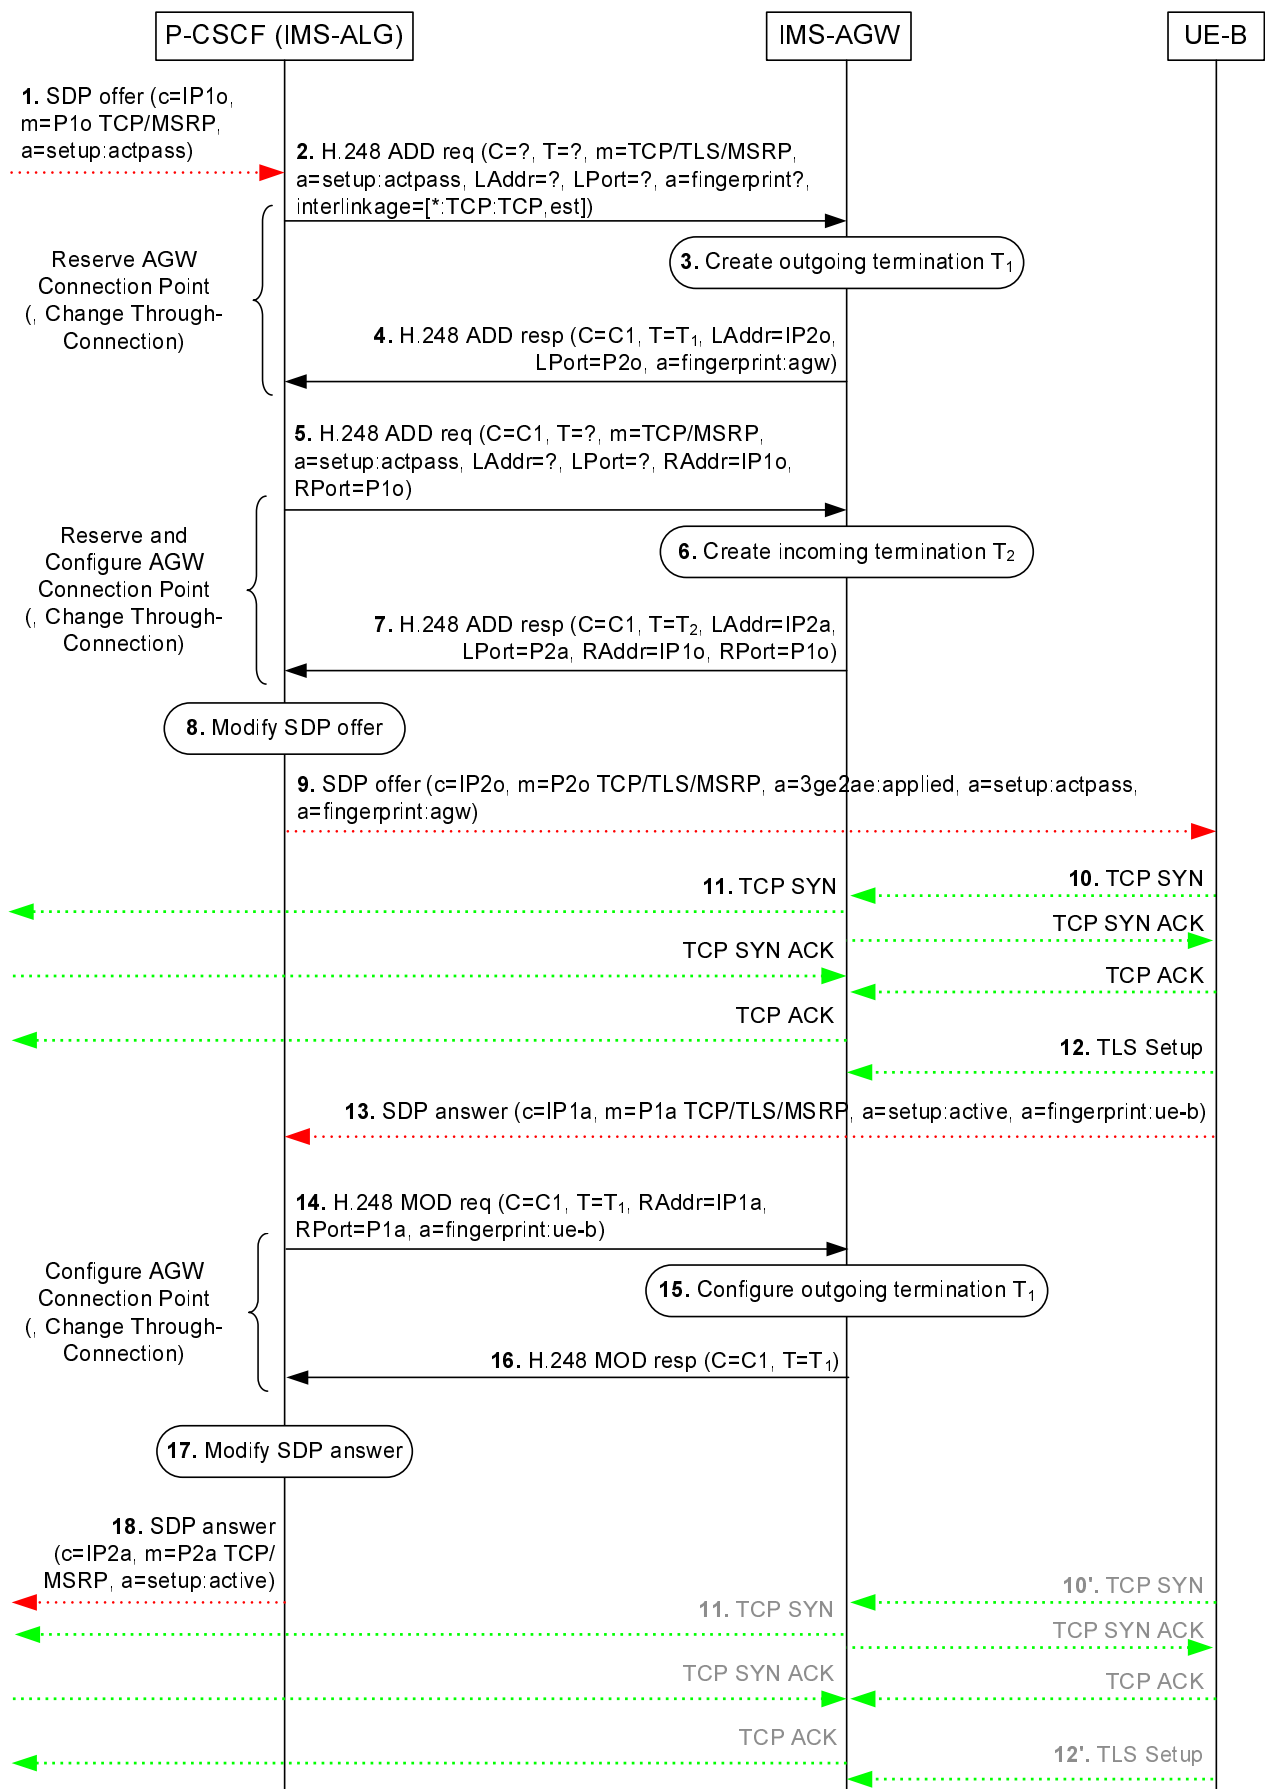 P-CSCF (IMS-ALG)
IMS-AGW
UE-B
1. SDP offer (c=IP1o,
m=P1o TCP/MSRP,
a=setup:actpass)
2. H.248 ADD req (C=?, T=?, m=TCP/TLS/MSRP,
a=setup:actpass, LAddr=?, LPort=?, a=fingerprint?,
interlinkage=[*:TCP:TCP,est])
Reserve AGW
Connection Point
(, Change Through-
Connection)
3. Create outgoing termination T1
4. H.248 ADD resp (C=C1, T=T1, LAddr=IP2o,
LPort=P2o, a=fingerprint:agw)
5. H.248 ADD req (C=C1, T=?, m=TCP/MSRP,
a=setup:actpass, LAddr=?, LPort=?, RAddr=IP1o,
RPort=P1o)
Reserve and
Configure AGW
Connection Point
(, Change Through-
Connection)
6. Create incoming termination T2
7. H.248 ADD resp (C=C1, T=T2, LAddr=IP2a,
LPort=P2a, RAddr=IP1o, RPort=P1o)
8. Modify SDP offer
9. SDP offer (c=IP2o, m=P2o TCP/TLS/MSRP, a=3ge2ae:applied, a=setup:actpass,
a=fingerprint:agw)
10. TCP SYN
11. TCP SYN
TCP SYN ACK
TCP SYN ACK
TCP ACK
TCP ACK
12. TLS Setup
13. SDP answer (c=IP1a, m=P1a TCP/TLS/MSRP, a=setup:active, a=fingerprint:ue-b)
14. H.248 MOD req (C=C1, T=T1, RAddr=IP1a,
RPort=P1a, a=fingerprint:ue-b)
Configure AGW
Connection Point
(, Change Through-
Connection)
15. Configure outgoing termination T1
16. H.248 MOD resp (C=C1, T=T1)
17. Modify SDP answer
18. SDP answer
(c=IP2a, m=P2a TCP/
MSRP, a=setup:active)
10'. TCP SYN
11. TCP SYN
TCP SYN ACK
TCP SYN ACK
TCP ACK
TCP ACK
12'. TLS Setup